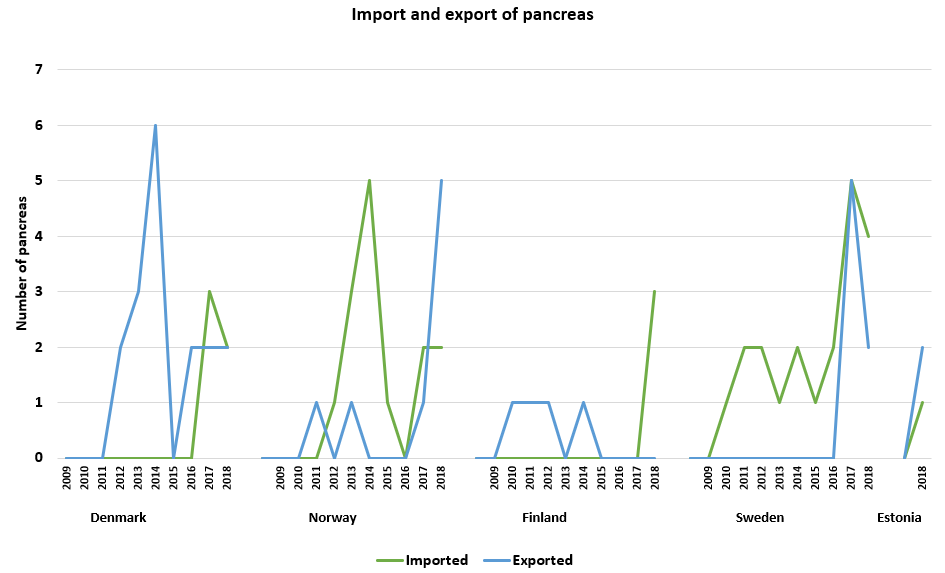 Import and export of pancreas
Number of pancreas
7
6
5
4
3
2
1
0
2009 2010 2011 2012 2013 2014 2015 2016 2017 2018 2009 2010 2011 2012 2013 2014 2015 2016 2017 2018 2009 2010 2011 2012 2013 2014 2015 2016 2017 2018 2009 2010 2011 2012 2013 2014 2015 2016 2017 2018 2018
Denmark Norway Finland Sweden Estonia
Imported Exported